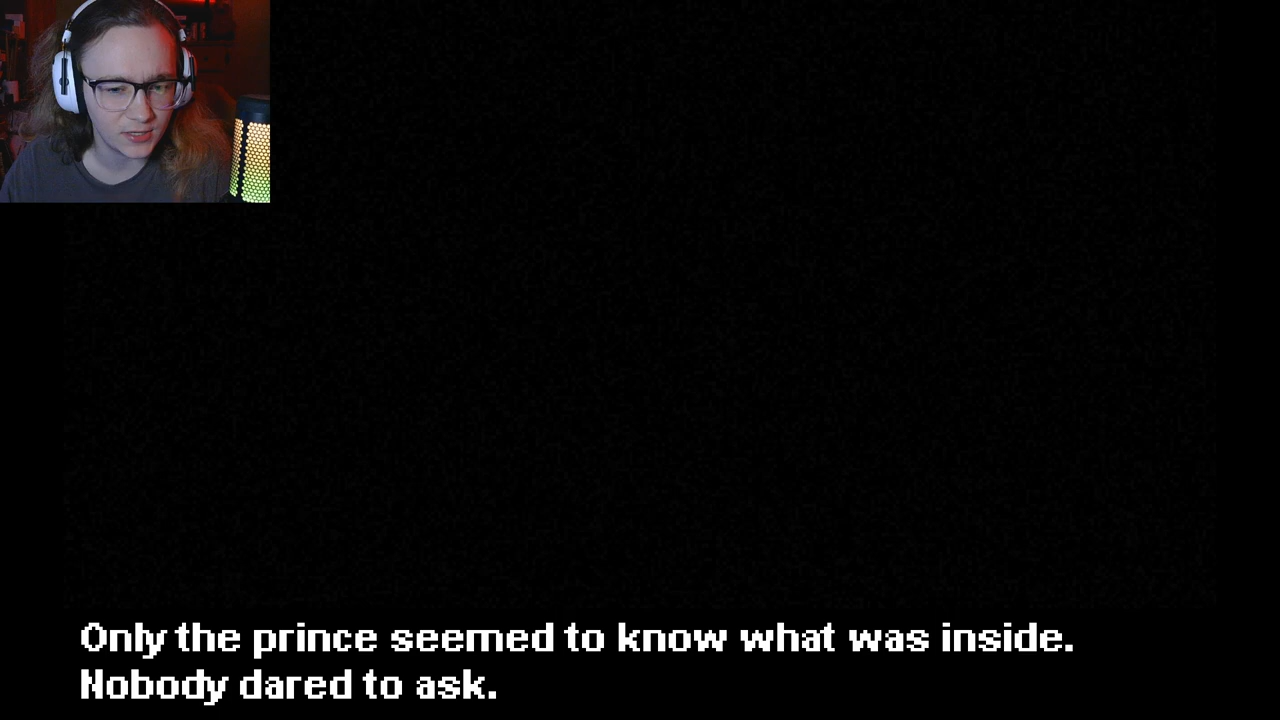 Only the prince seemed to know what was inside.
Nobody dared to ask.